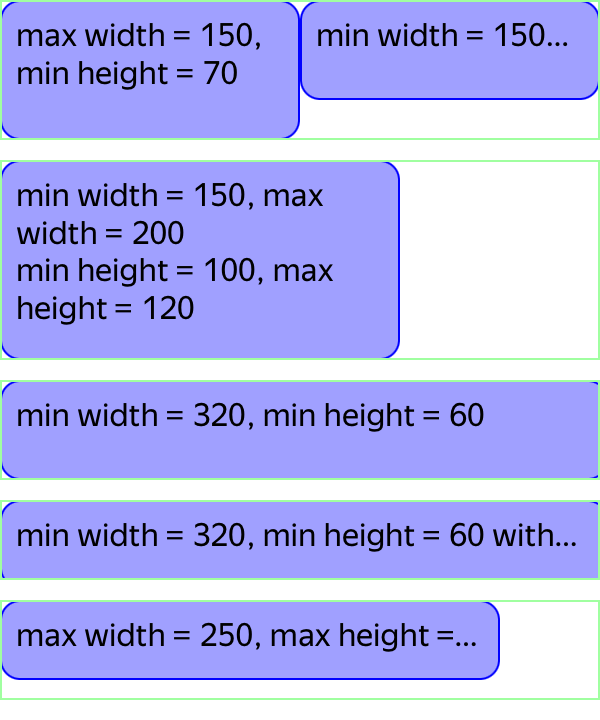 max width = 150,
min height = 70
min width = 150...
min width = 150, max
width = 200
min height = 100, max
height = 120
min width = 320, min height = 60
min width = 320, min height = 60 with...
max width = 250, max height =...